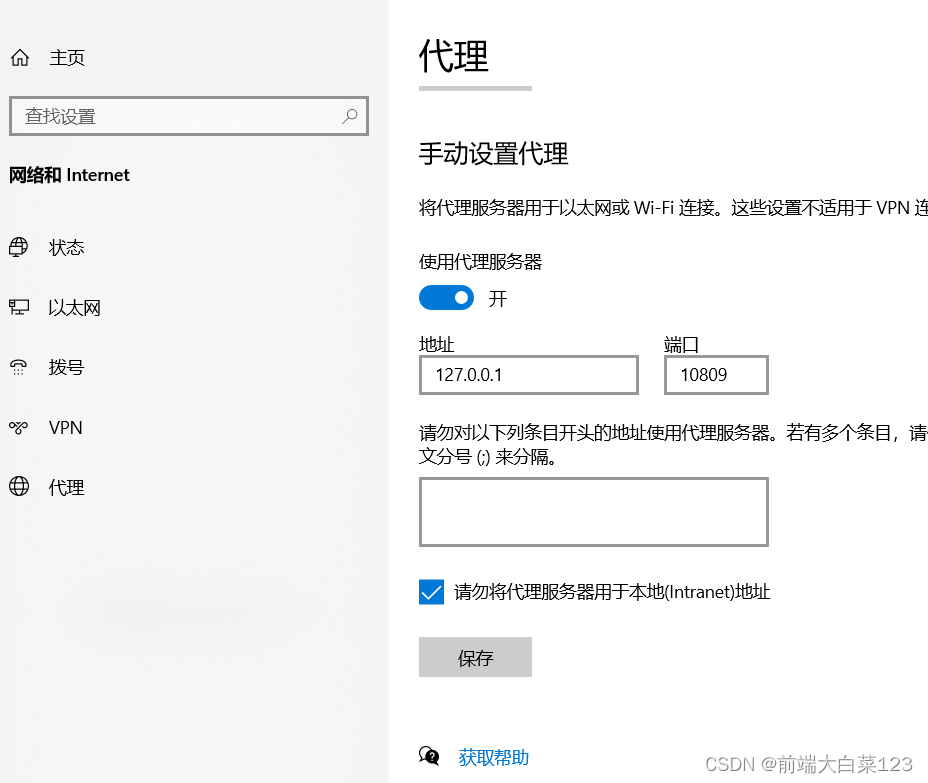 主页
查找设置
网络和 Internet
状态
以太网
拨号
VPN
代理
代理
手动设置代理
将代理服务器用于以太网或 Wi-Fi 连接。这些设置不适用于 VPN 连
使用代理服务器
开
地址 端口
127.0.0.1 10809
请勿对以下列条目开头的地址使用代理服务器。若有多个条目，请
文分号 (;) 来分隔。
请勿将代理服务器用于本地(Intranet)地址
保存
获取帮助
CSDN @前端大白菜123